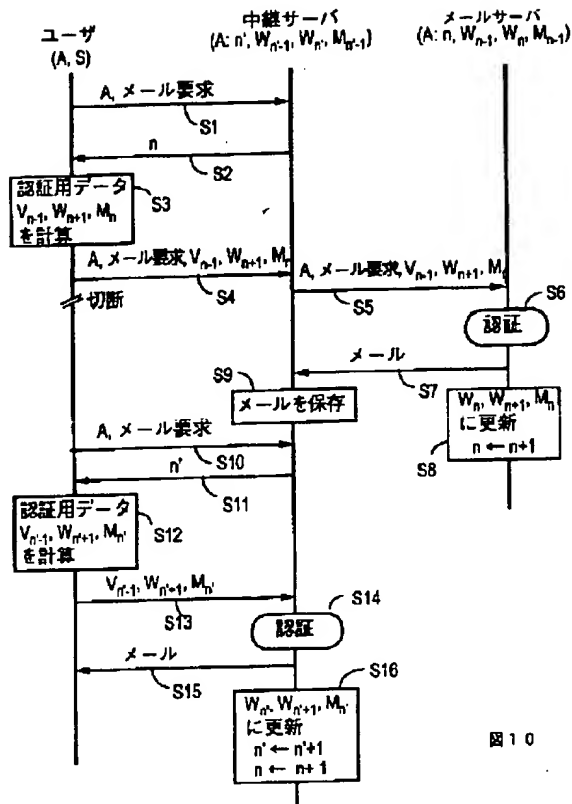 ユーザ
(A, S)
中継サーバ
(A: n', W_{n'-1}, W_{n'}, M_{n'-1})
メールサーバ
(A: n, W_{n-1}, W_n, M_{n-1})
A, メール要求
S1
n
S2
認証用データ
V_{n-1}, W_{n+1}, M_n
を計算
S3
A, メール要求, V_{n-1}, W_{n+1}, M_n
S4
切断
A, メール要求, V_{n-1}, W_{n+1}, M
S5
S6
認証
メール
S7
S9
メールを保存
W_n, W_{n+1}, M_n
に更新
n ← n+1
S8
A, メール要求
S10
n'
S11
認証用データ
V_{n'-1}, W_{n'+1}, M_{n'}
を計算
S12
V_{n'-1}, W_{n'+1}, M_{n'}
S13
S14
認証
メール
S15
S16
W_{n'}, W_{n'+1}, M_{n'}
に更新
n' ← n'+1
n ← n+1
図10